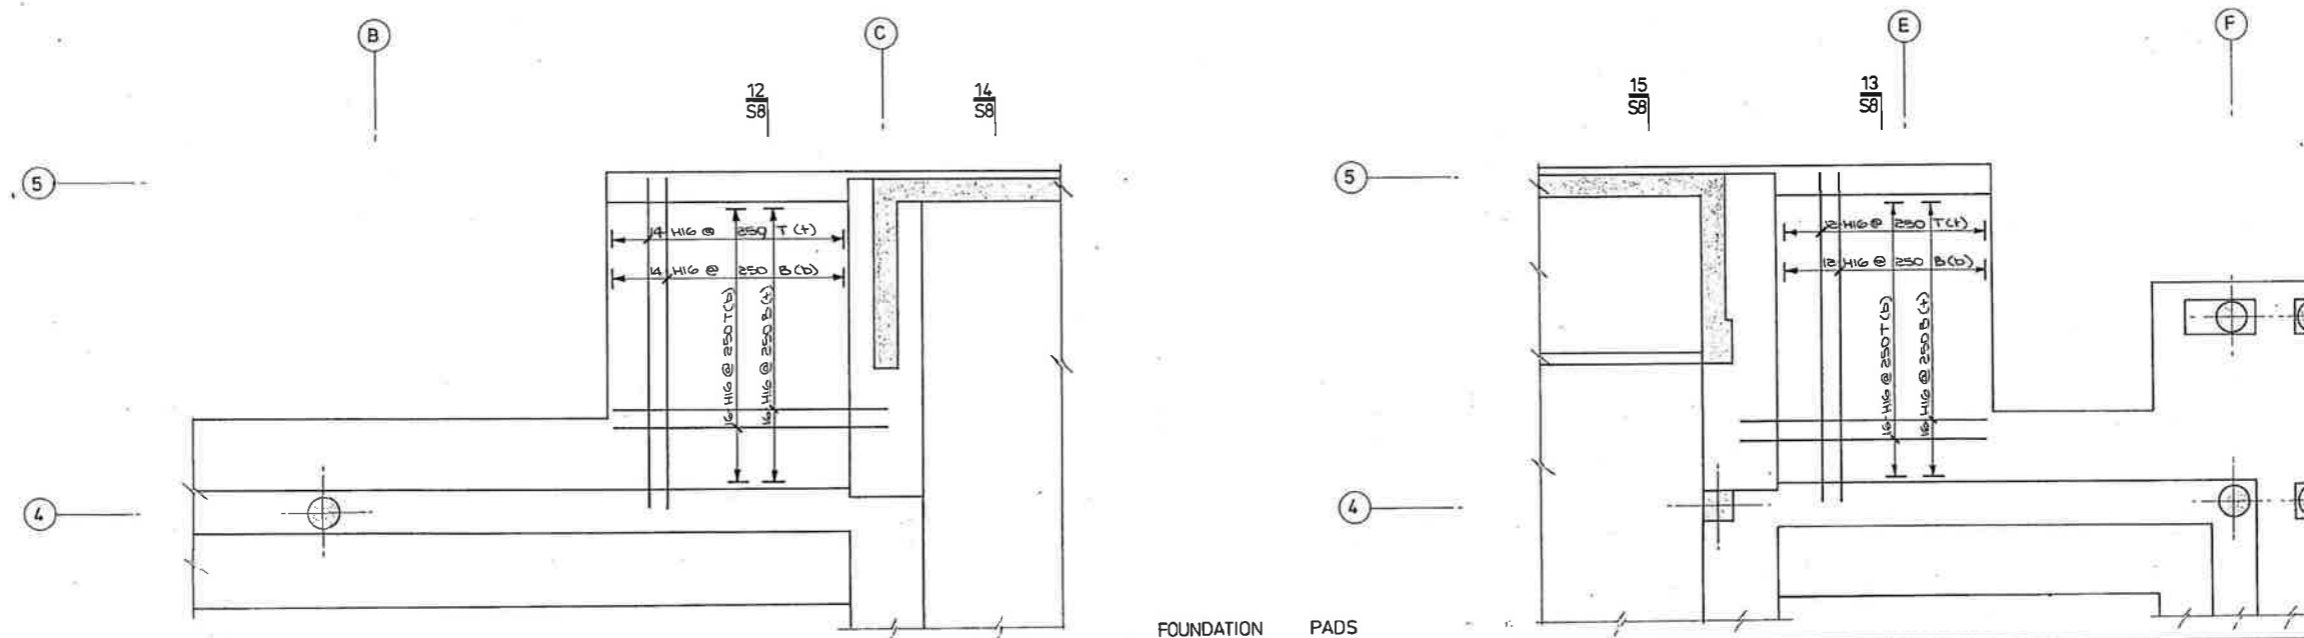 B
C
E
F
12
S8
14
S8
15
S8
13
S8
5
5
14 H16 @ 250 T (t)
14 H16 @ 250 B (b)
16 H16 @ 250 T (b)
16 H16 @ 250 B (t)
12 H16 @ 250 T (t)
12 H16 @ 250 B (b)
16 H16 @ 250 T (b)
16 H16 @ 250 B (t)
4
4
FOUNDATION PADS